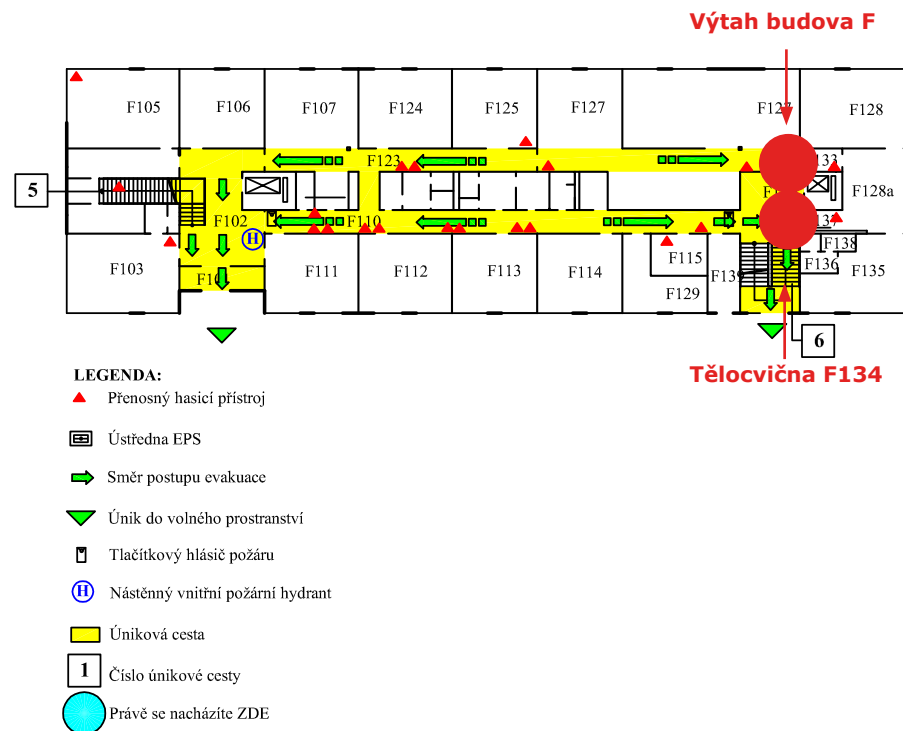 Výtah budova F
F105
F106
F107
F124
F125
F127
F127
F128
F123
33
F128a
5
F102
F110
F103
F111
F112
F113
F114
F115
F129
F139
F136
F138
F135
6
Tělocvična F134
LEGENDA:
Přenosný hasicí přístroj
Ústředna EPS
Směr postupu evakuace
Únik do volného prostranství
Tlačítkový hlásič požáru
H
H Nástěnný vnitřní požární hydrant
Úniková cesta
1 Číslo únikové cesty
Právě se nacházíte ZDE